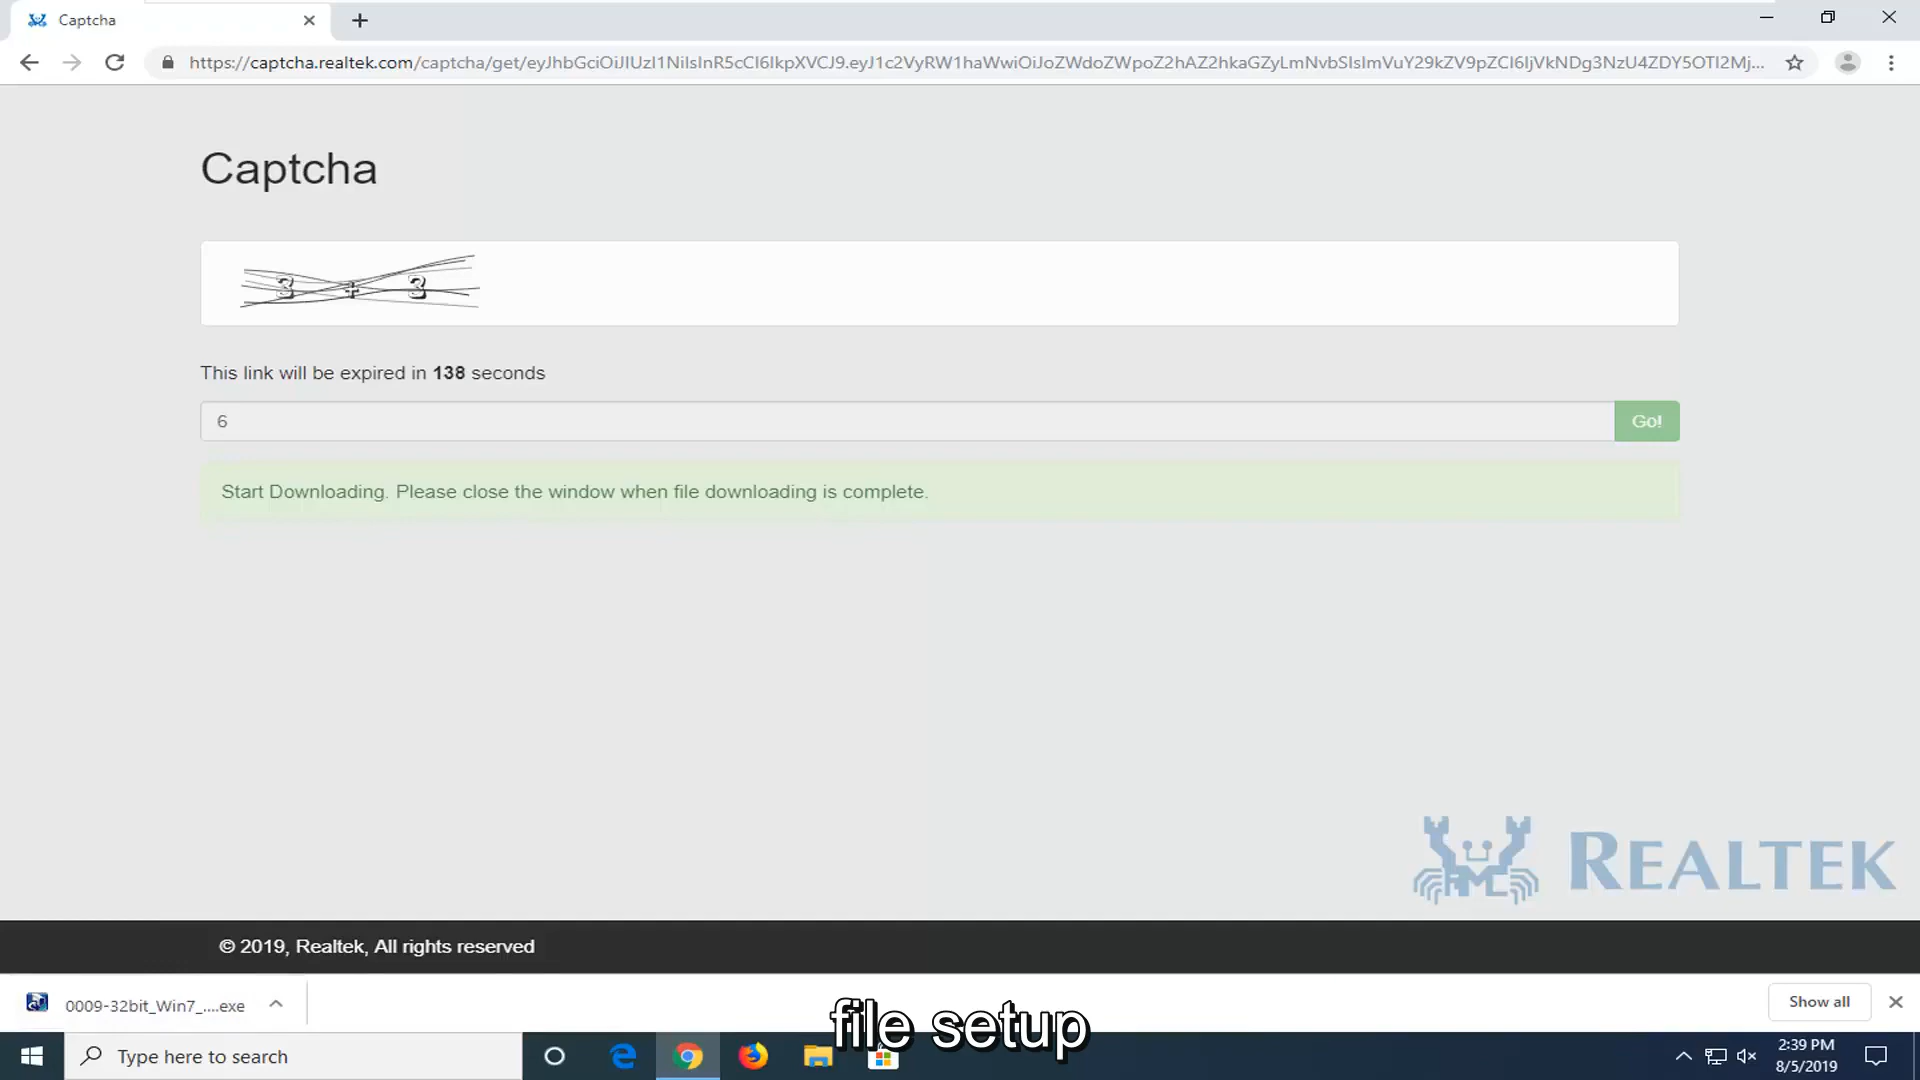 Captcha
https://captcha.realtek.com/captcha/get/eyJhbGciOiJIUzI1NiIsInR5cCI6IkpXVCJ9.eyJ1c2VyRW1haWwiOiJoZWdoZWpoZ2hAZ2hkaGZyLmNvbSIsImVuY29kZV9pZCI6IjVkNDg3NzU4ZDY5OTI2Mj...
Captcha
3 + 3
This link will be expired in 138 seconds
6
Go!
Start Downloading. Please close the window when file downloading is complete.
REALTEK
© 2019, Realtek, All rights reserved
0009-32bit_Win7_....exe
Show all
file setup
Type here to search
2:39 PM
8/5/2019